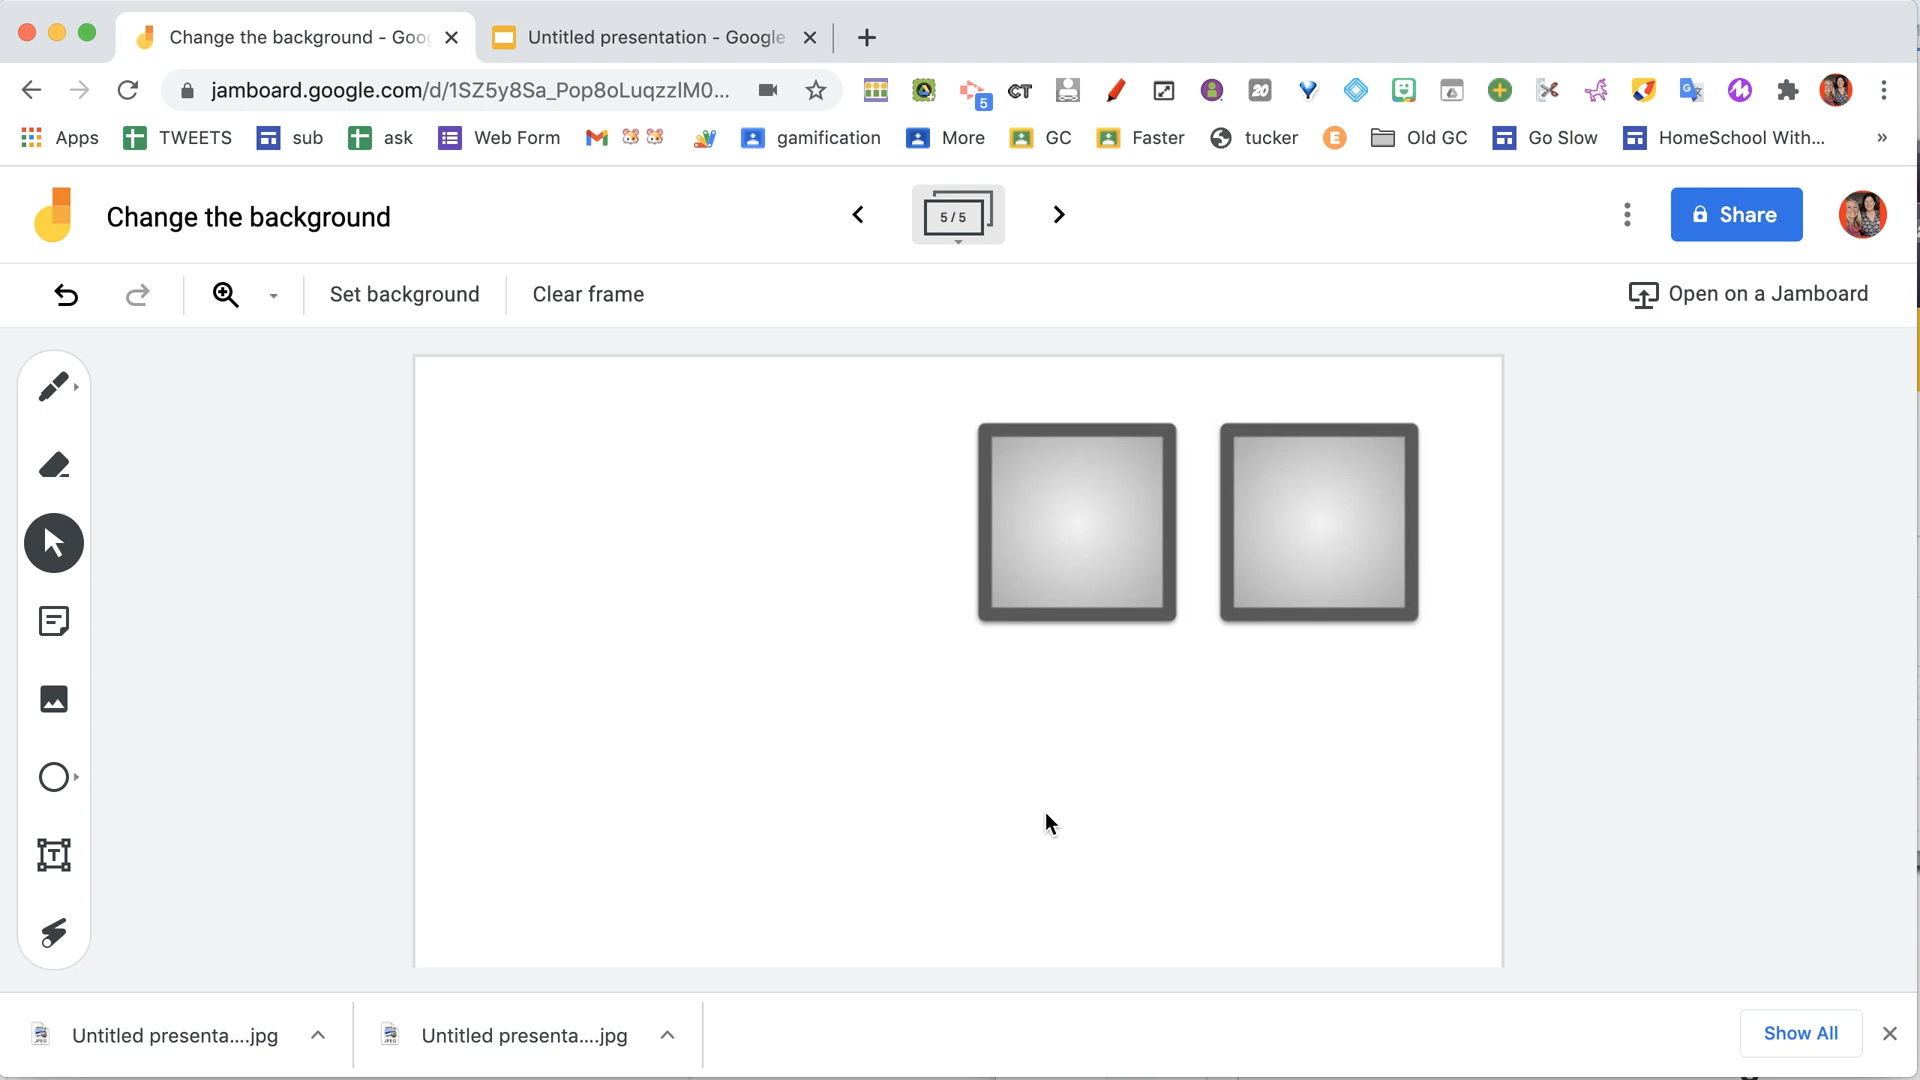 Change the background - Goog
Untitled presentation - Google
jamboard.google.com/d/1SZ5y8Sa_Pop8oLuqzzlM0...
5
CT
20
Apps
TWEETS
sub
ask
Web Form
gamification
More
GC
Faster
tucker
E
Old GC
Go Slow
HomeSchool With...
»
Change the background
5/5
Share
Set background
Clear frame
Open on a Jamboard
T
Untitled presenta....jpg
Untitled presenta....jpg
Show All